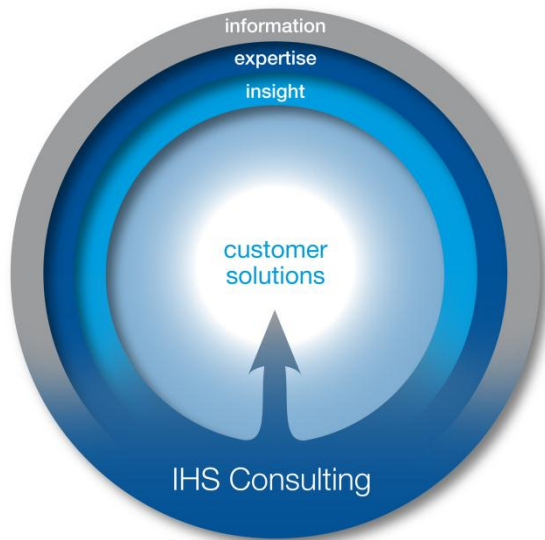 information
expertise
insight
customer
solutions
IHS Consulting